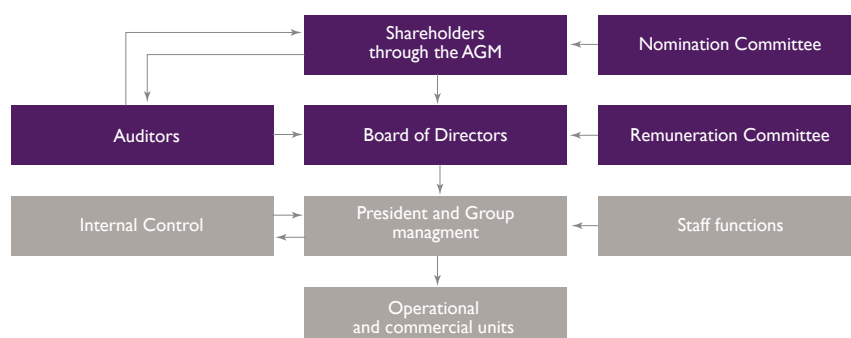 Shareholders
through the AGM
Nomination Committee
Auditors
Board of Directors
Remuneration Committee
Internal Control
President and Group
managment
Staff functions
Operational
and commercial units